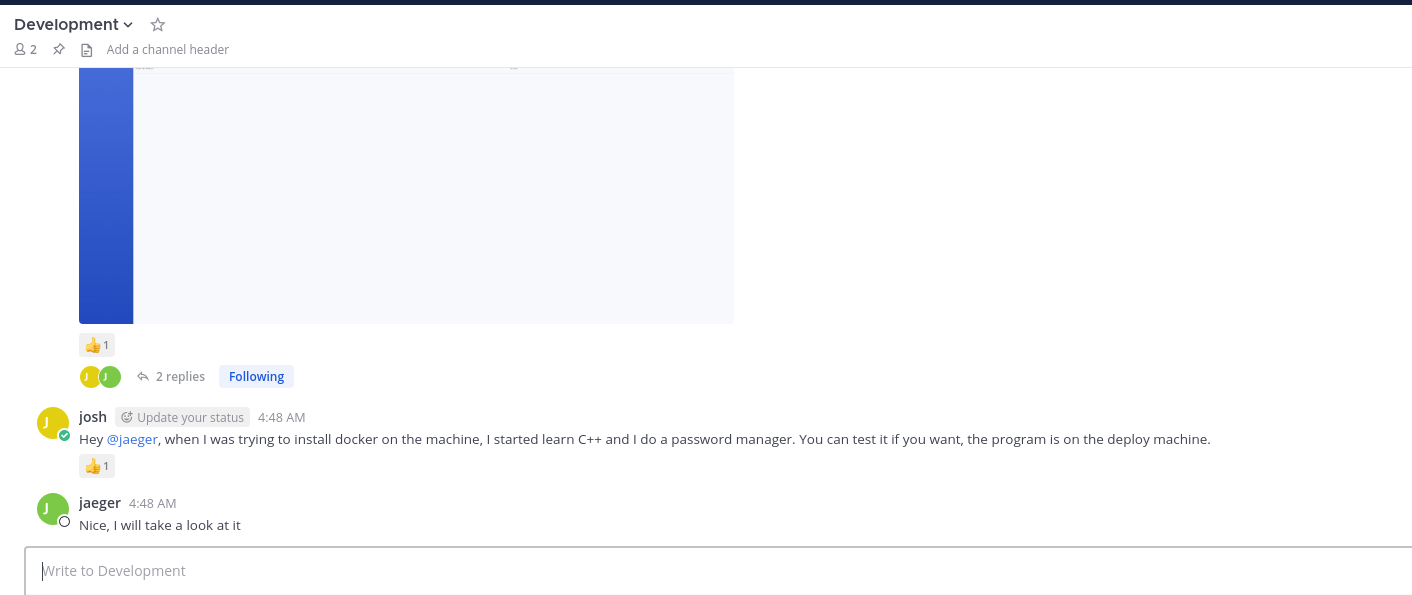 Development
2 Add a channel header
1
J J 2 replies Following
J josh Update your status 4:48 AM
Hey @jaeger, when I was trying to install docker on the machine, I started learn C++ and I do a password manager. You can test it if you want, the program is on the deploy machine.
1
J jaeger 4:48 AM
Nice, I will take a look at it
Write to Development